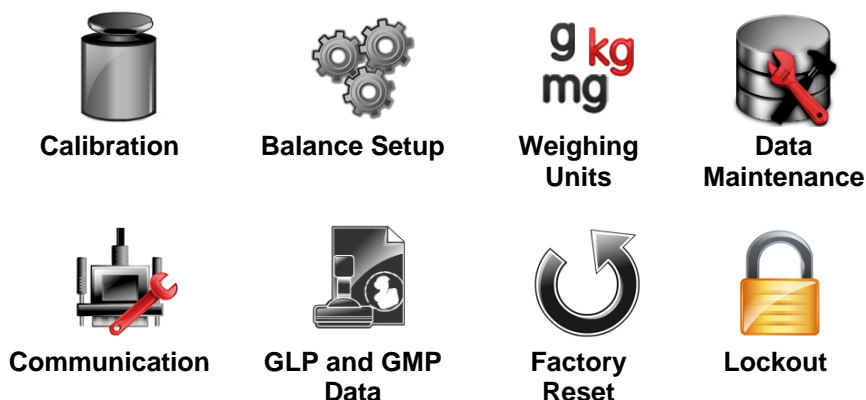 g kg
mg
Calibration
Balance Setup
Weighing
Units
Data
Maintenance
Communication
GLP and GMP
Data
Factory
Reset
Lockout